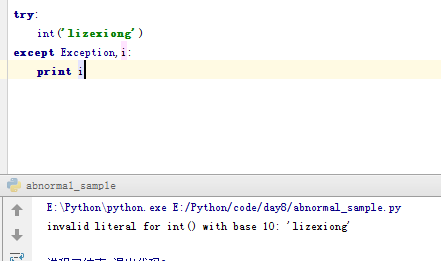 try:
int('lizexiong')
except Exception,i:
print i
abnormal_sample
E:\Python\python.exe E:/Python/code/day8/abnormal_sample.py
invalid literal for int() with base 10: 'lizexiong'